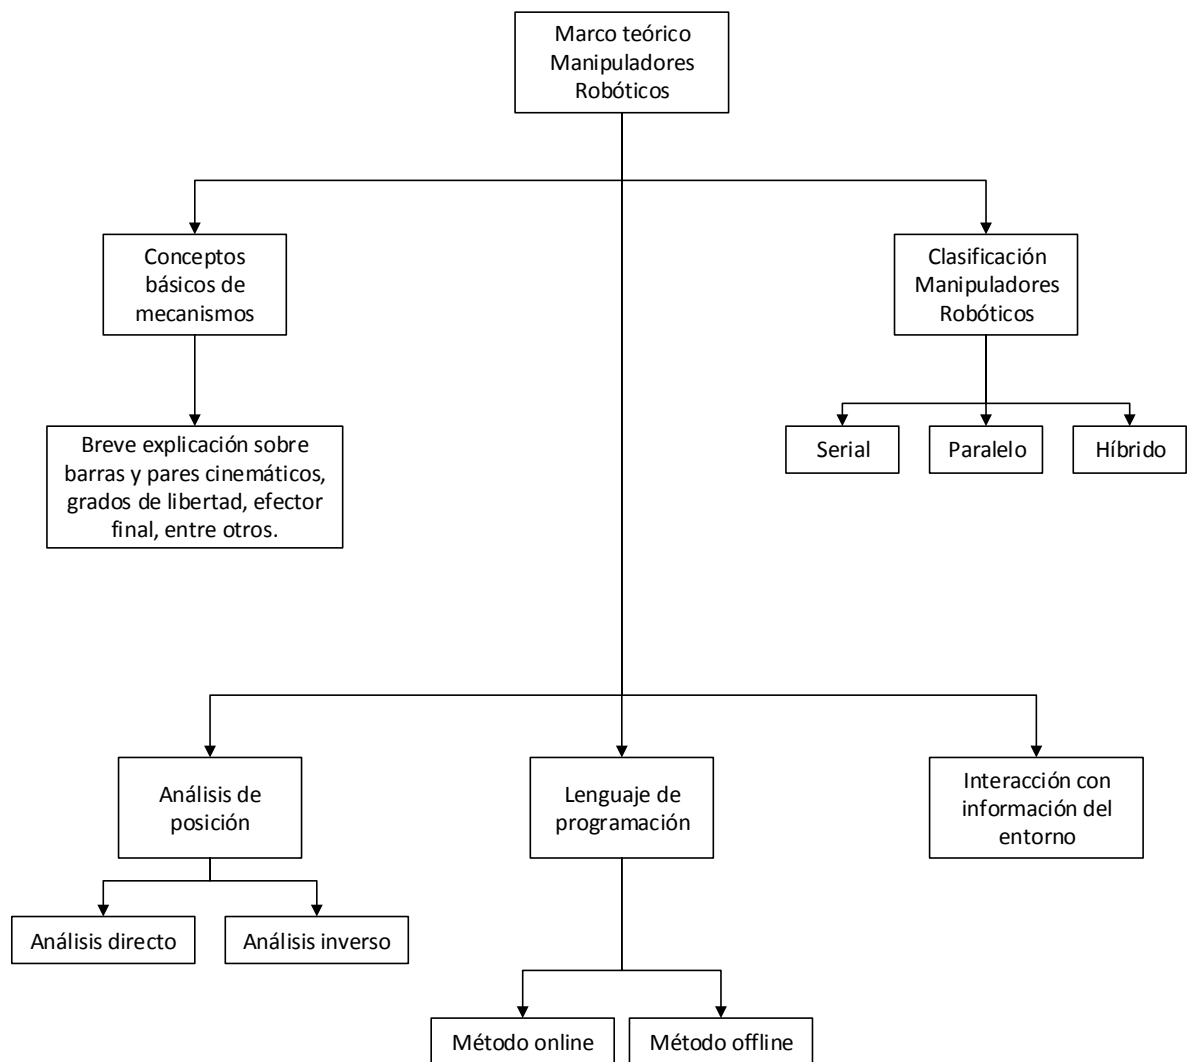 Marco teórico
Manipuladores
Robóticos
Conceptos
básicos de
mecanismos
Clasificación
Manipuladores
Robóticos
Breve explicación sobre
barras y pares cinemáticos,
grados de libertad, efector
final, entre otros.
Serial
Paralelo
Híbrido
Análisis de
posición
Lenguaje de
programación
Interacción con
información del
entorno
Análisis directo
Análisis inverso
Método online
Método offline